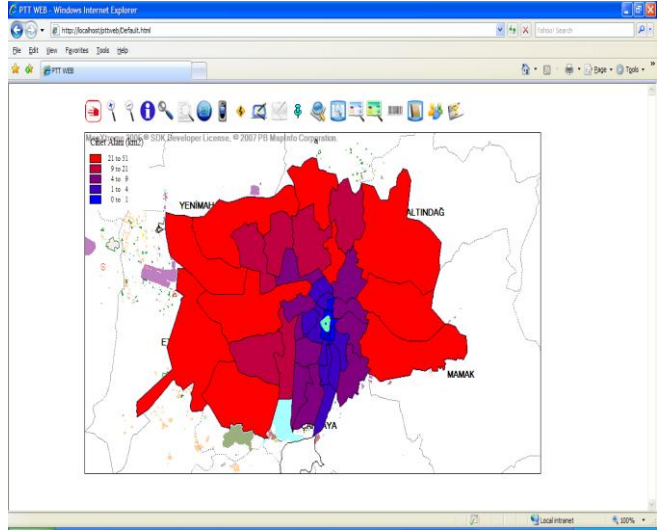 PTT WEB - Windows Internet Explorer
http://localhost/pttweb/Default.html
Yahoo! Search
File Edit View Favorites Tools Help
PTT WEB
Page Tools
MapXtreme 2005 ® SDK Developer License, © 2007 PB MapInfo Corporation.
Cihet Alanı (km2)
21 to 51
9 to 21
4 to 9
1 to 4
0 to 1
YENİMAH
ALTINDAĞ
MAMAK
AYA
Local intranet
100%